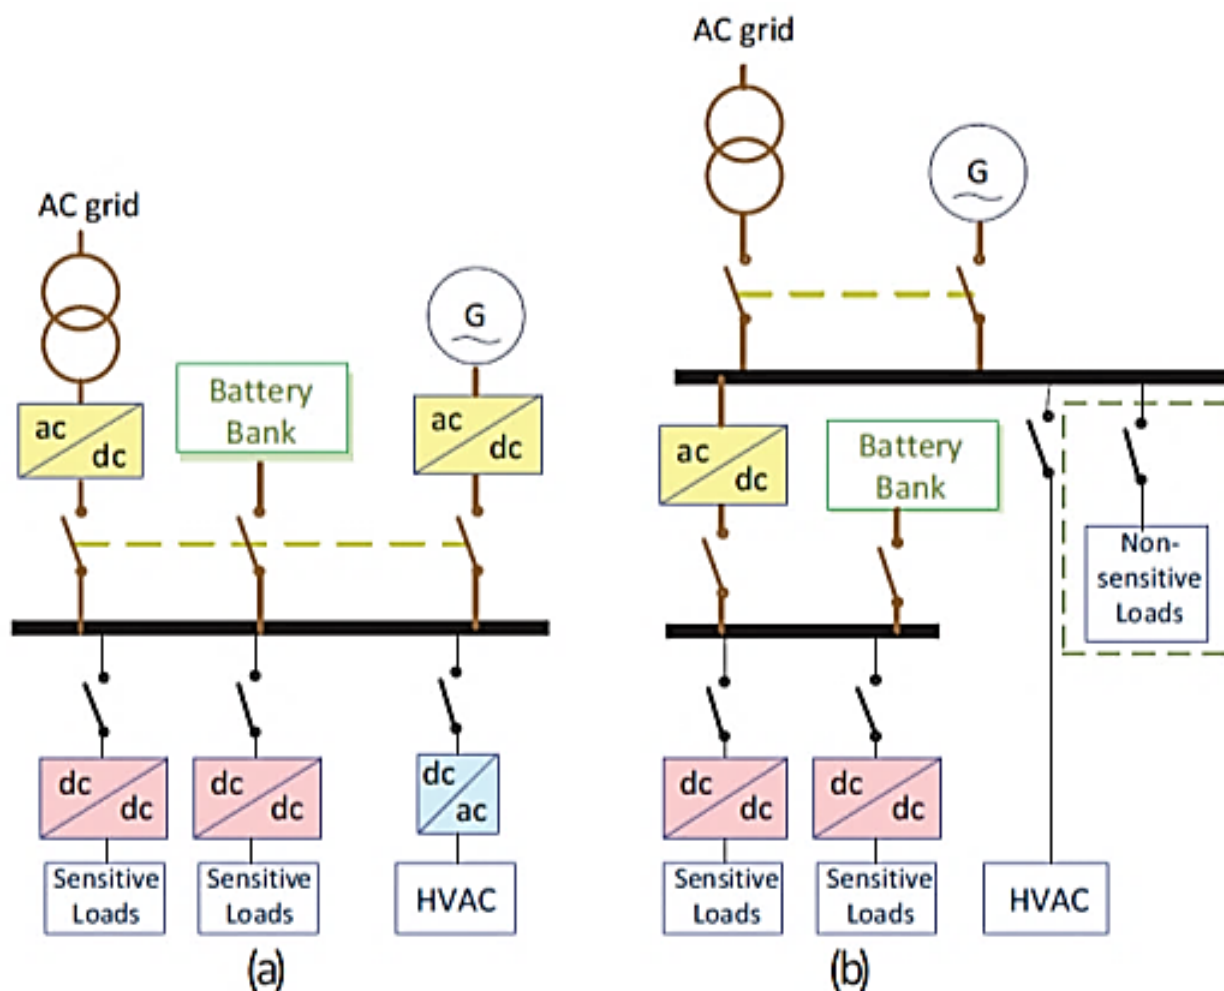 AC grid
G
ac
dc
Battery
Bank
ac
dc
dc
dc
dc
dc
dc
ac
Sensitive
Loads
Sensitive
Loads
HVAC
(a)
AC grid
G
ac
dc
Battery
Bank
Non-
sensitive
Loads
dc
dc
dc
dc
Sensitive
Loads
Sensitive
Loads
HVAC
(b)